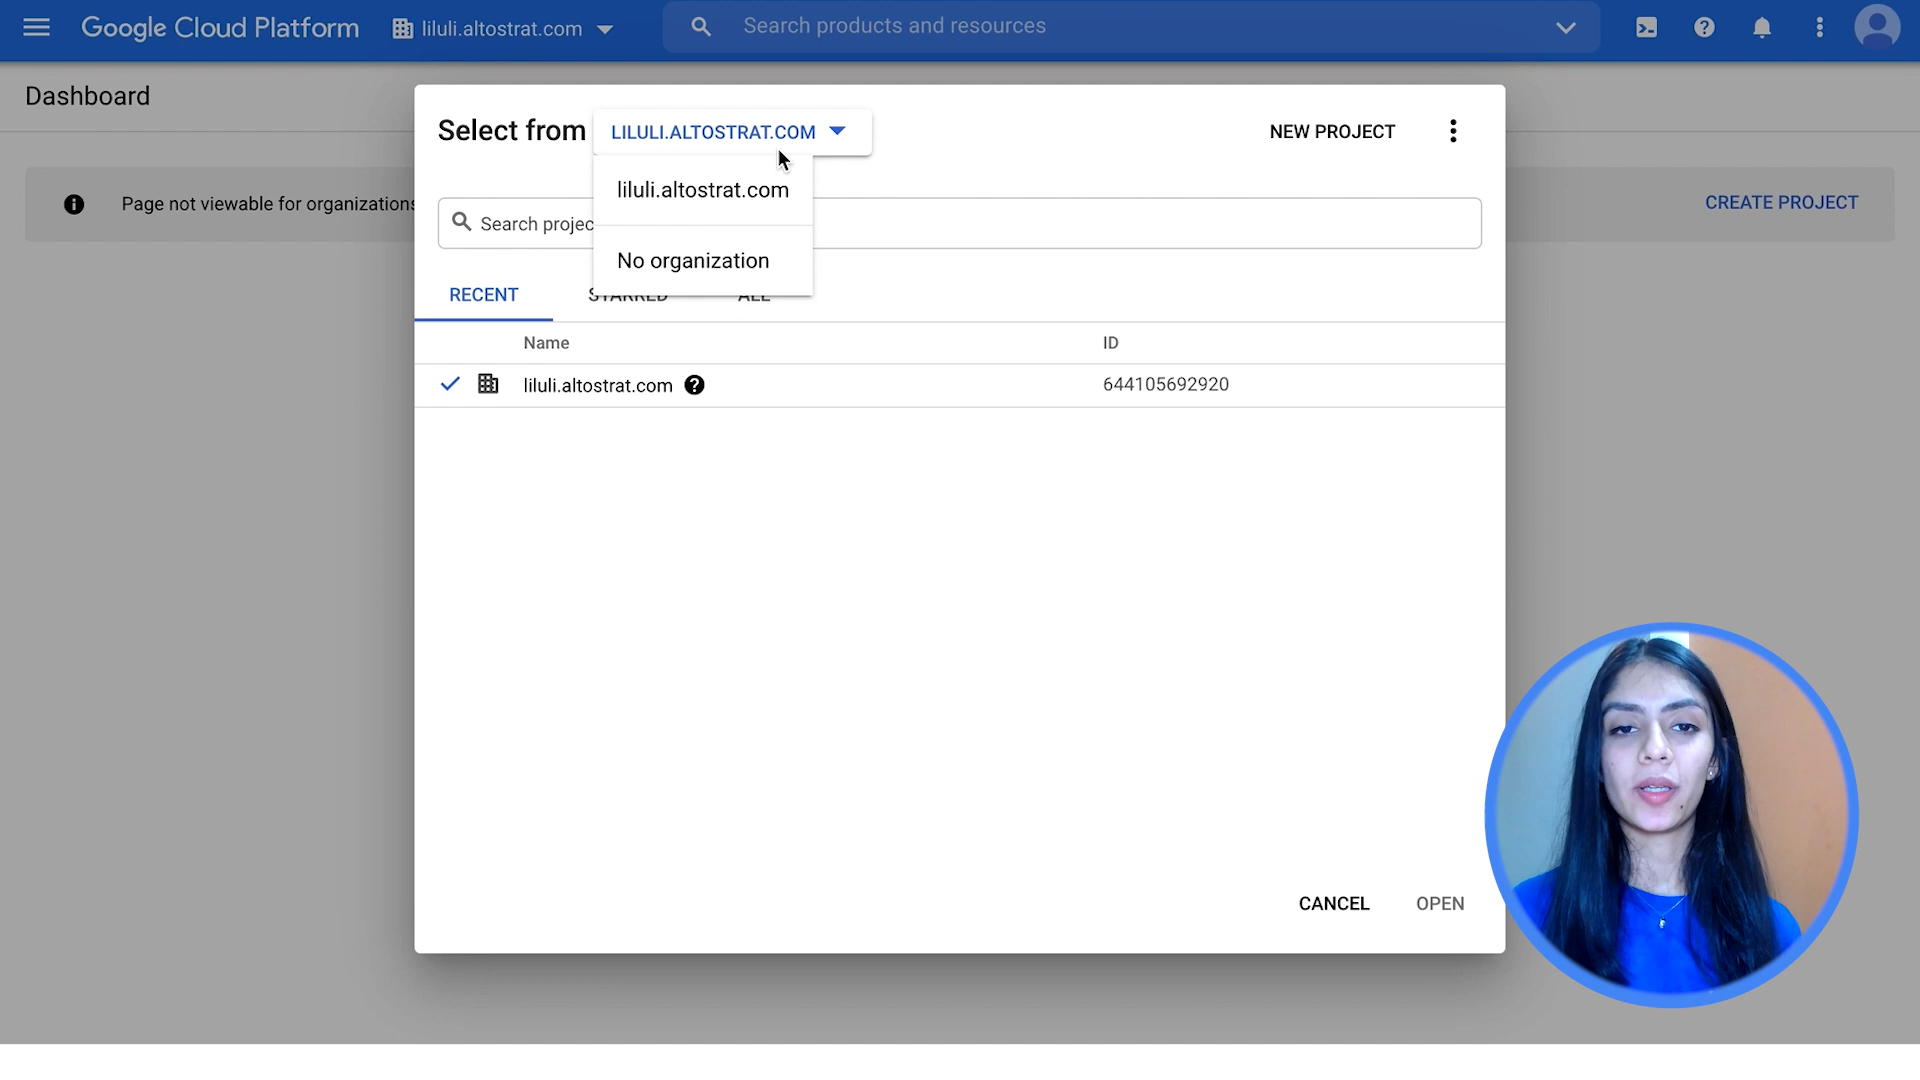 Google Cloud Platform
liluli.altostrat.com
Search products and resources
Dashboard
Select from
LILULI.ALTOSTRAT.COM
NEW PROJECT
liluli.altostrat.com
Page not viewable for organizations
CREATE PROJECT
Search projec
No organization
RECENT
STARRED
ALL
Name
ID
liluli.altostrat.com
644105692920
CANCEL
OPEN